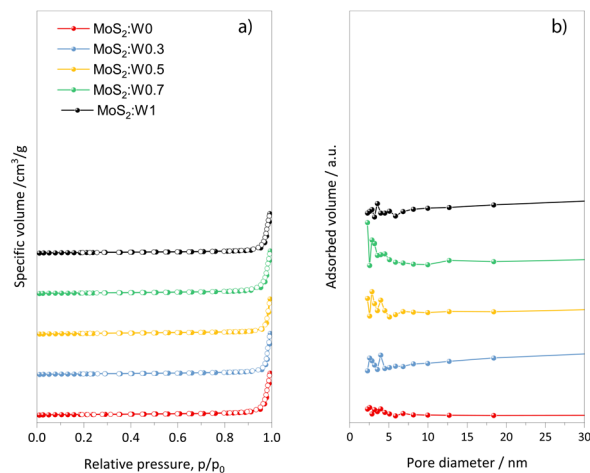 a)
MoS₂:W0
MoS₂:W0.3
MoS₂:W0.5
MoS₂:W0.7
MoS₂:W1
Specific volume /cm³/g
0.0 0.2 0.4 0.6 0.8 1.0
Relative pressure, p/p₀
b)
Adsorbed volume / a.u.
0 5 10 15 20 25 30
Pore diameter / nm